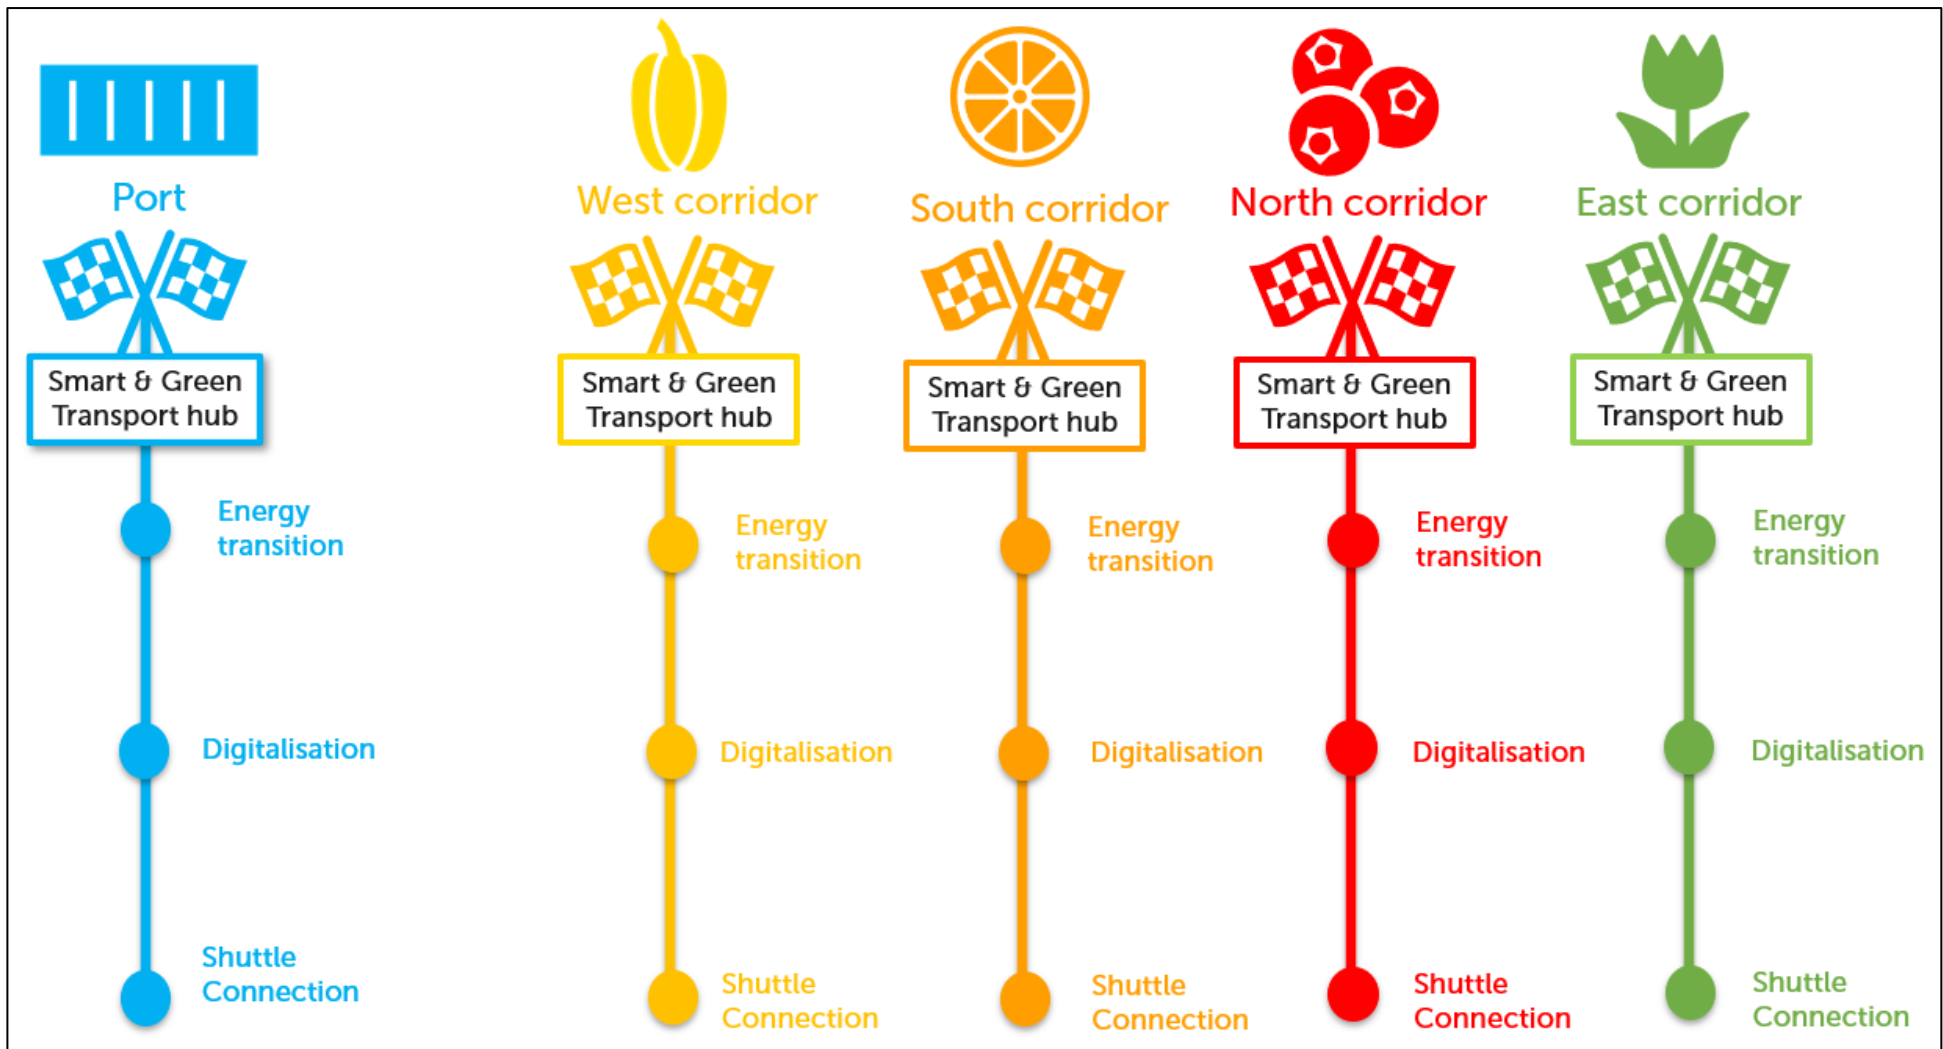 Port
West corridor
South corridor
North corridor
East corridor
Smart & Green
Transport hub
Smart & Green
Transport hub
Smart & Green
Transport hub
Smart & Green
Transport hub
Smart & Green
Transport hub
Energy
transition
Energy
transition
Energy
transition
Energy
transition
Energy
transition
Digitalisation
Digitalisation
Digitalisation
Digitalisation
Digitalisation
Shuttle
Connection
Shuttle
Connection
Shuttle
Connection
Shuttle
Connection
Shuttle
Connection